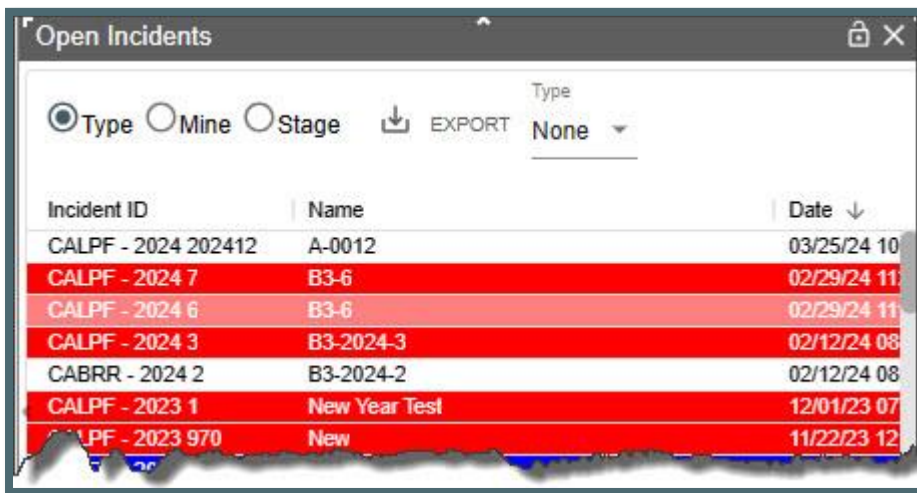 Open Incidents
Type
Type Mine Stage EXPORT None
Incident ID Name Date
CALPF - 2024 202412 A-0012 03/25/24 10
CALPF - 2024 7 B3-6 02/29/24 11
CALPF - 2024 6 B3-6 02/29/24 11
CALPF - 2024 3 B3-2024-3 02/12/24 08
CABRR - 2024 2 B3-2024-2 02/12/24 08
CALPF - 2023 1 New Year Test 12/01/23 07
LPF - 2023 970 New 11/22/23 12